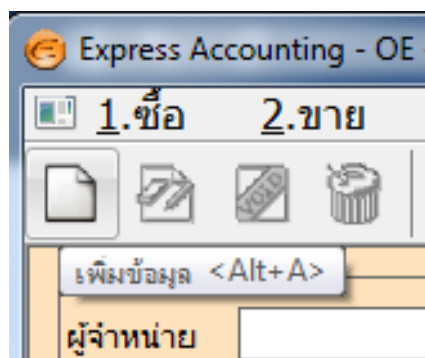 Express Accounting - OE
1.ซื้อ 2.ขาย
VOID
เพิ่มข้อมูล <Alt+A>
ผู้จำหน่าย